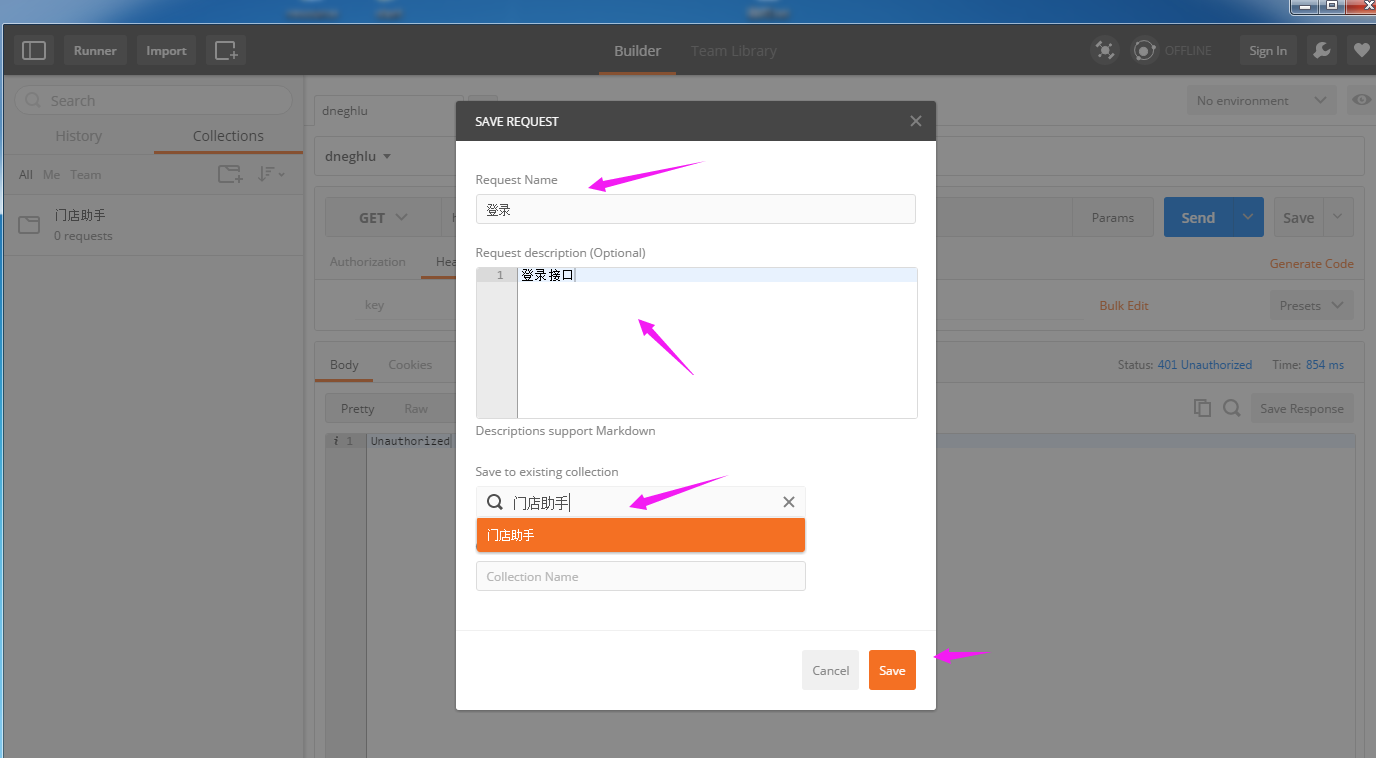 Runner Import Builder Team Library OFFLINE Sign In
Search
History Collections
All Me Team
门店助手
0 requests
dneghlu
No environment
dneghlu
GET
Params Send Save
Authorization Hea
Generate Code
key
Bulk Edit Presets
Body Cookies
Status: 401 Unauthorized Time: 854 ms
Pretty Raw
Save Response
i 1 Unauthorized
SAVE REQUEST
Request Name
登录
Request description (Optional)
1 登录接口
Descriptions support Markdown
Save to existing collection
门店助手
门店助手
Collection Name
Cancel Save